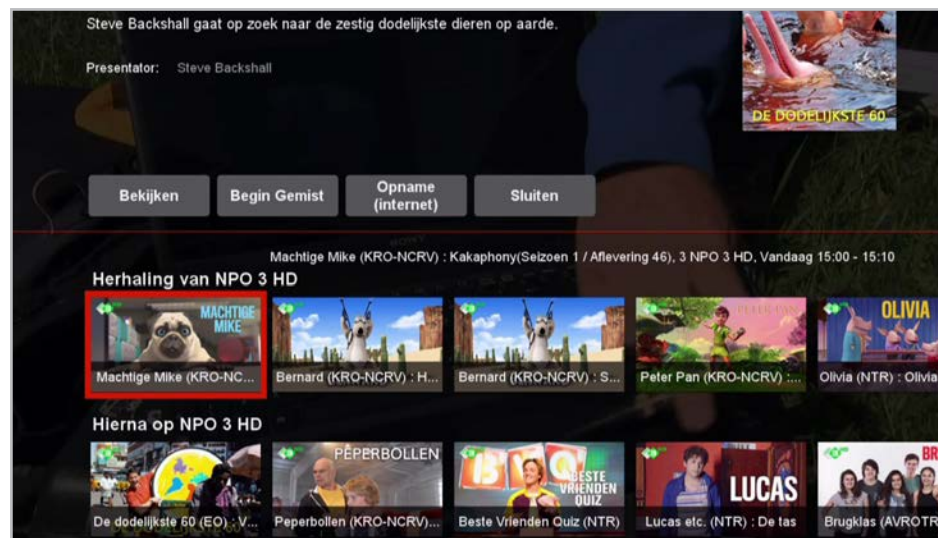 Steve Backshall gaat op zoek naar de zestig dodelijkste dieren op aarde.
Presentator: Steve Backshall
DE DODELIJKSTE 60
Bekijken
Begin Gemist
Opname
(internet)
Sluiten
Machtige Mike (KRO-NCRV) : Kakaphony(Seizoen 1 / Aflevering 46), 3 NPO 3 HD, Vandaag 15:00 - 15:10
Herhaling van NPO 3 HD
MACHTIGE
MIKE
PETER PAN
OLIVIA
Machtige Mike (KRO-NC...
Bernard (KRO-NCRV) : H...
Bernard (KRO-NCRV) : S...
Peter Pan (KRO-NCRV) :...
Olivia (NTR) : Olivia
Hierna op NPO 3 HD
PEPERBOLLEN
BVQ
BESTE
VRIENDEN
QUIZ
LUCAS
BR
De dodelijkste 60 (EO) : V...
Peperbollen (KRO-NCRV)...
Beste Vrienden Quiz (NTR)
Lucas etc. (NTR) : De tas
Brugklas (AVROTR